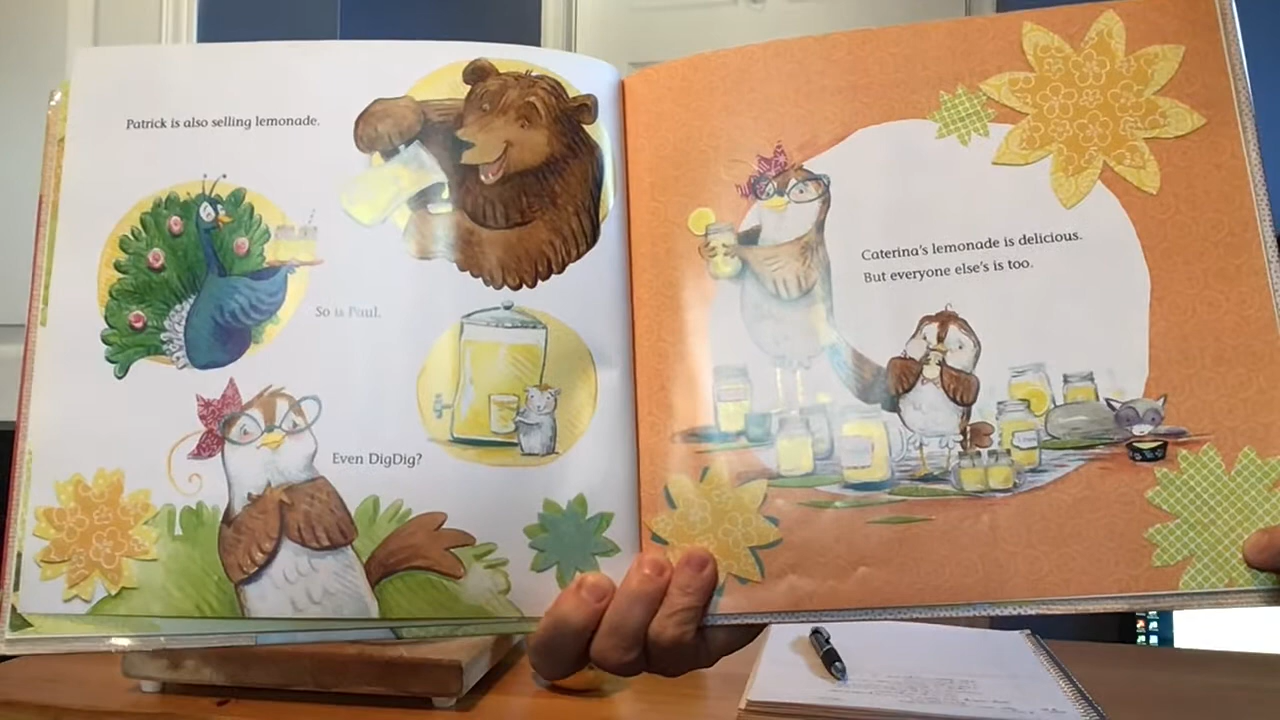 Patrick is also selling lemonade.
So is Paul.
Even DigDig?
Caterina's lemonade is delicious.
But everyone else's is too.